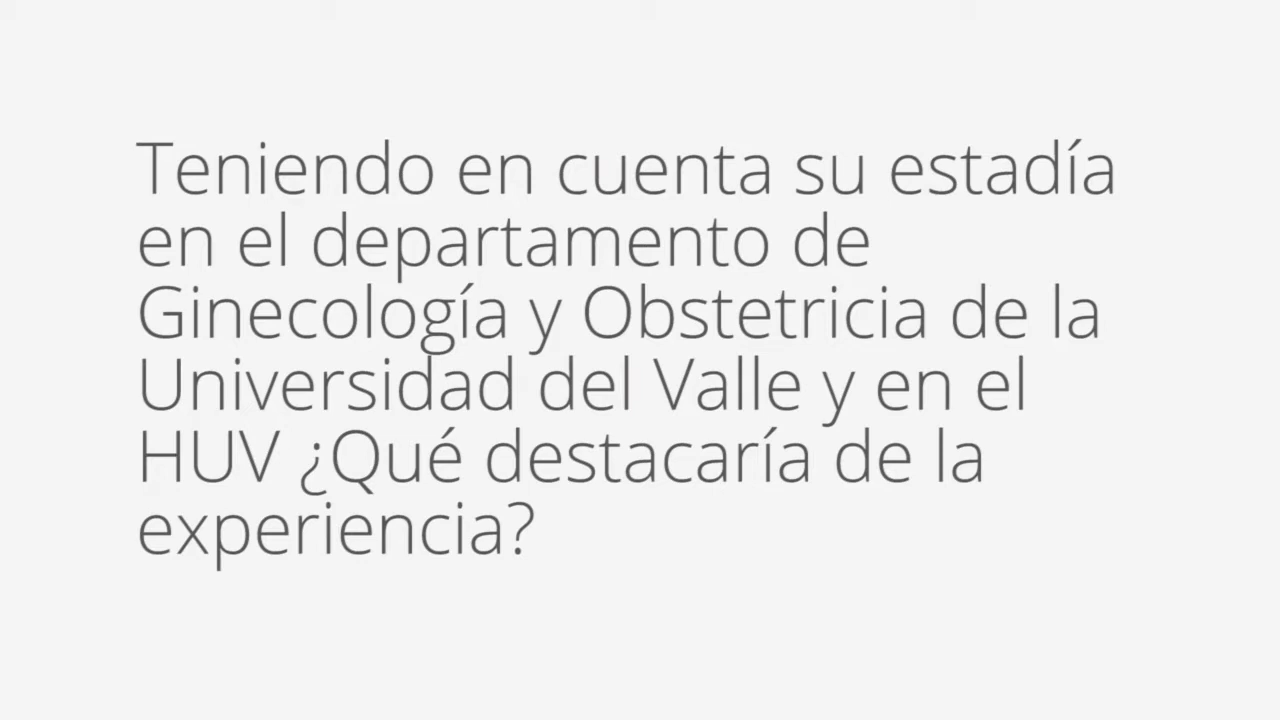 Teniendo en cuenta su estadía
en el departamento de
Ginecología y Obstetricia de la
Universidad del Valle y en el
HUV ¿Qué destacaría de la
experiencia?